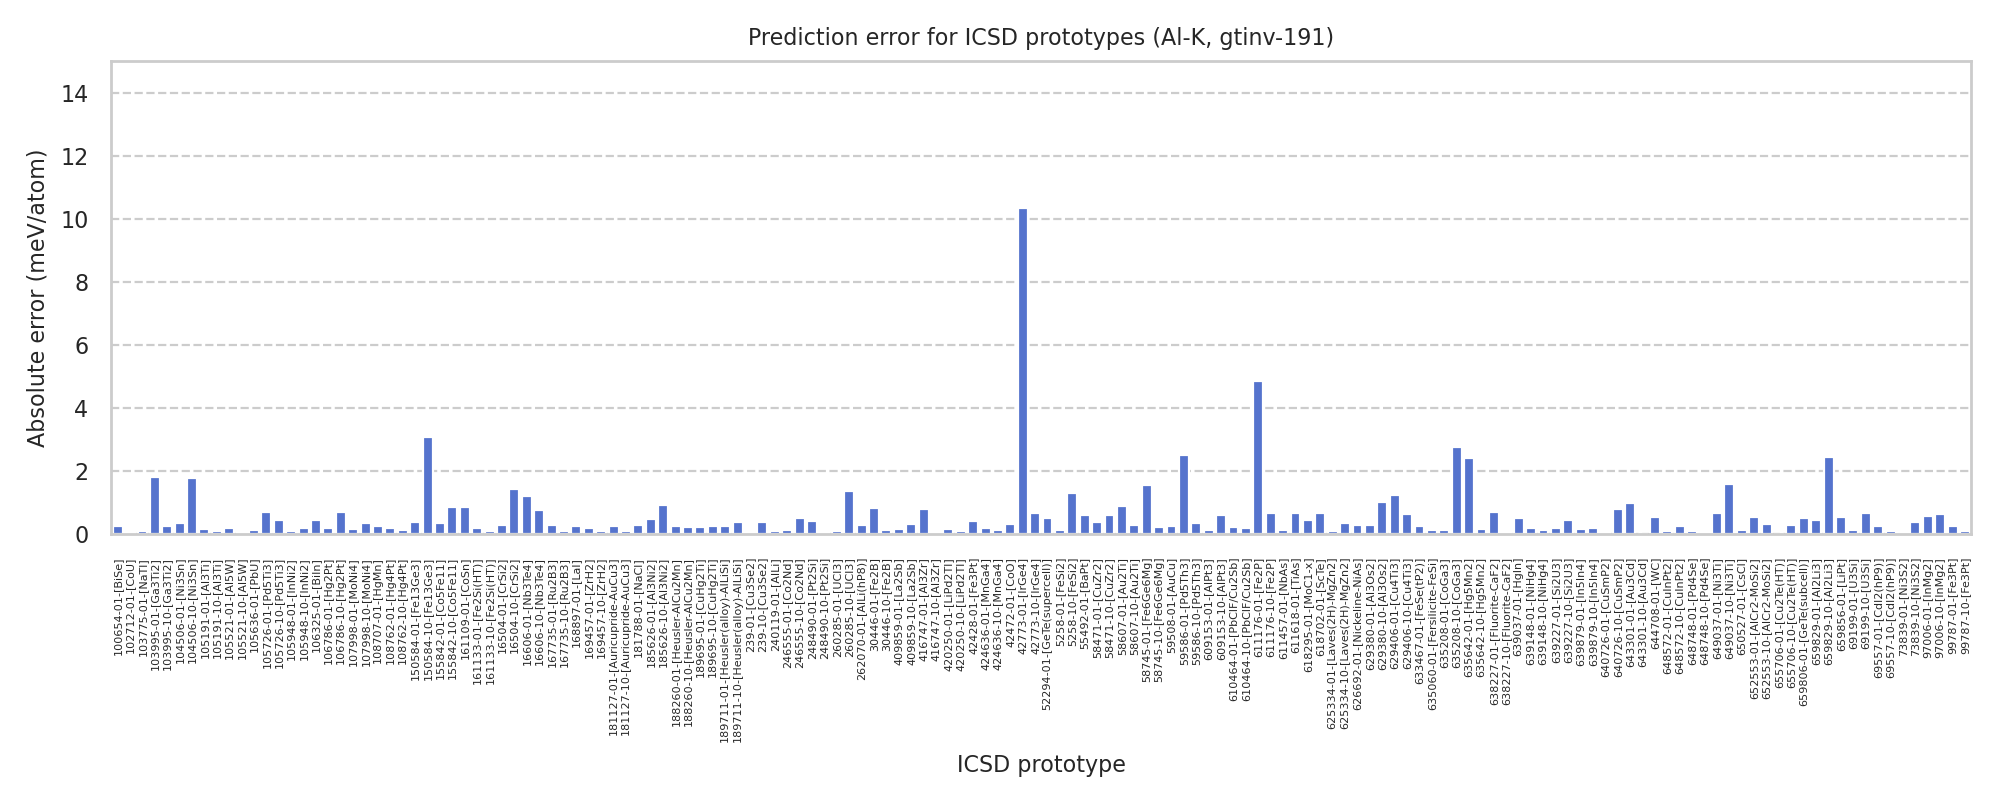 Prediction error for ICSD prototypes (Al-K, gtinv-191)
Absolute error (meV/atom)
14
12
10
8
6
4
2
0
100654-01-[BiSe]
102712-01-[CoU]
103775-01-[NaTl]
103995-01-[Ga3Ti2]
103995-10-[Ga3Ti2]
104506-01-[Ni3Sn]
104506-10-[Ni3Sn]
105191-01-[Al3Ti]
105191-10-[Al3Ti]
105521-01-[Al5W]
105521-10-[Al5W]
105636-01-[PbU]
105726-01-[Pd5Ti3]
105726-10-[Pd5Ti3]
105948-01-[InNi2]
105948-10-[InNi2]
106325-01-[BiIn]
106786-01-[Hg2Pt]
106786-10-[Hg2Pt]
107998-01-[MoNi4]
107998-10-[MoNi4]
108707-01-[HgMn]
108762-01-[Hg4Pt]
108762-10-[Hg4Pt]
150584-01-[Fe13Ge3]
150584-10-[Fe13Ge3]
155842-01-[Co5Fe11]
155842-10-[Co5Fe11]
161109-01-[CoSn]
161133-01-[Fe2Si(HT)]
161133-10-[Fe2Si(HT)]
16504-01-[CrSi2]
16504-10-[CrSi2]
16606-01-[Nb3Te4]
16606-10-[Nb3Te4]
167735-01-[Ru2B3]
167735-10-[Ru2B3]
168897-01-[LaI]
169457-01-[ZrH2]
169457-10-[ZrH2]
181127-01-[Auricupride-AuCu3]
181127-10-[Auricupride-AuCu3]
181788-01-[NaCl]
185626-01-[Al3Ni2]
185626-10-[Al3Ni2]
188260-01-[Heusler-AlCu2Mn]
188260-10-[Heusler-AlCu2Mn]
189695-01-[CuHg2Ti]
189695-10-[CuHg2Ti]
189711-01-[Heusler(alloy)-AlLiSi]
189711-10-[Heusler(alloy)-AlLiSi]
239-01-[Cu3Se2]
239-10-[Cu3Se2]
240119-01-[AlLi]
246555-01-[Co2Nd]
246555-10-[Co2Nd]
248490-01-[Pt2Si]
248490-10-[Pt2Si]
260285-01-[UCl3]
260285-10-[UCl3]
262070-01-[AlLi(hP8)]
30446-01-[Fe2B]
30446-10-[Fe2B]
409859-01-[La2Sb]
409859-10-[La2Sb]
416747-01-[Al3Zr]
416747-10-[Al3Zr]
420250-01-[LiPd2Tl]
420250-10-[LiPd2Tl]
42428-01-[Fe3Pt]
424636-01-[MnGa4]
424636-10-[MnGa4]
42472-01-[CoO]
42773-01-[IrGe4]
42773-10-[IrGe4]
52294-01-[GeTe(supercell)]
5258-01-[FeSi2]
5258-10-[FeSi2]
55492-01-[BaPt]
58471-01-[CuZr2]
58471-10-[CuZr2]
58607-01-[Au2Ti]
58607-10-[Au2Ti]
58745-01-[Fe6Ge6Mg]
58745-10-[Fe6Ge6Mg]
59508-01-[AuCu]
59586-01-[Pd5Th3]
59586-10-[Pd5Th3]
609153-01-[AlPt3]
609153-10-[AlPt3]
610464-01-[PbClF/Cu2Sb]
610464-10-[PbClF/Cu2Sb]
611176-01-[Fe2P]
611176-10-[Fe2P]
611457-01-[NbAs]
611618-01-[TiAs]
618295-01-[MoC1-x]
618702-01-[ScTe]
625334-01-[Laves(2H)-MgZn2]
625334-10-[Laves(2H)-MgZn2]
626692-01-[Nickeline-NiAs]
629380-01-[Al3Os2]
629380-10-[Al3Os2]
629406-01-[Cu4Ti3]
629406-10-[Cu4Ti3]
633467-01-[FeSe(tP2)]
635060-01-[Fersilicite-FeSi]
635208-01-[CoGa3]
635208-10-[CoGa3]
635642-01-[Hg5Mn2]
635642-10-[Hg5Mn2]
638227-01-[Fluorite-CaF2]
638227-10-[Fluorite-CaF2]
639037-01-[HgIn]
639148-01-[NiHg4]
639148-10-[NiHg4]
639227-01-[Si2U3]
639227-10-[Si2U3]
639879-01-[In5In4]
639879-10-[In5In4]
640726-01-[CuSmP2]
640726-10-[CuSmP2]
643301-01-[Au3Cd]
643301-10-[Au3Cd]
644708-01-[WC]
648572-01-[CuInPt2]
648572-10-[CuInPt2]
648748-01-[Pd4Se]
648748-10-[Pd4Se]
649037-01-[Ni3Ti]
649037-10-[Ni3Ti]
650527-01-[CsCl]
652553-01-[AlCr2-MoSi2]
652553-10-[AlCr2-MoSi2]
655706-01-[Cu2Te(HT)]
655706-10-[Cu2Te(HT)]
659806-01-[GeTe(subcell)]
659829-01-[Al2Li3]
659829-10-[Al2Li3]
659856-01-[LiPt]
69199-01-[U3Si]
69199-10-[U3Si]
69557-01-[CdI2(hP9)]
69557-10-[CdI2(hP9)]
73839-01-[Ni3S2]
73839-10-[Ni3S2]
97006-01-[InMg2]
97006-10-[InMg2]
99787-01-[Fe3Pt]
99787-10-[Fe3Pt]
ICSD prototype